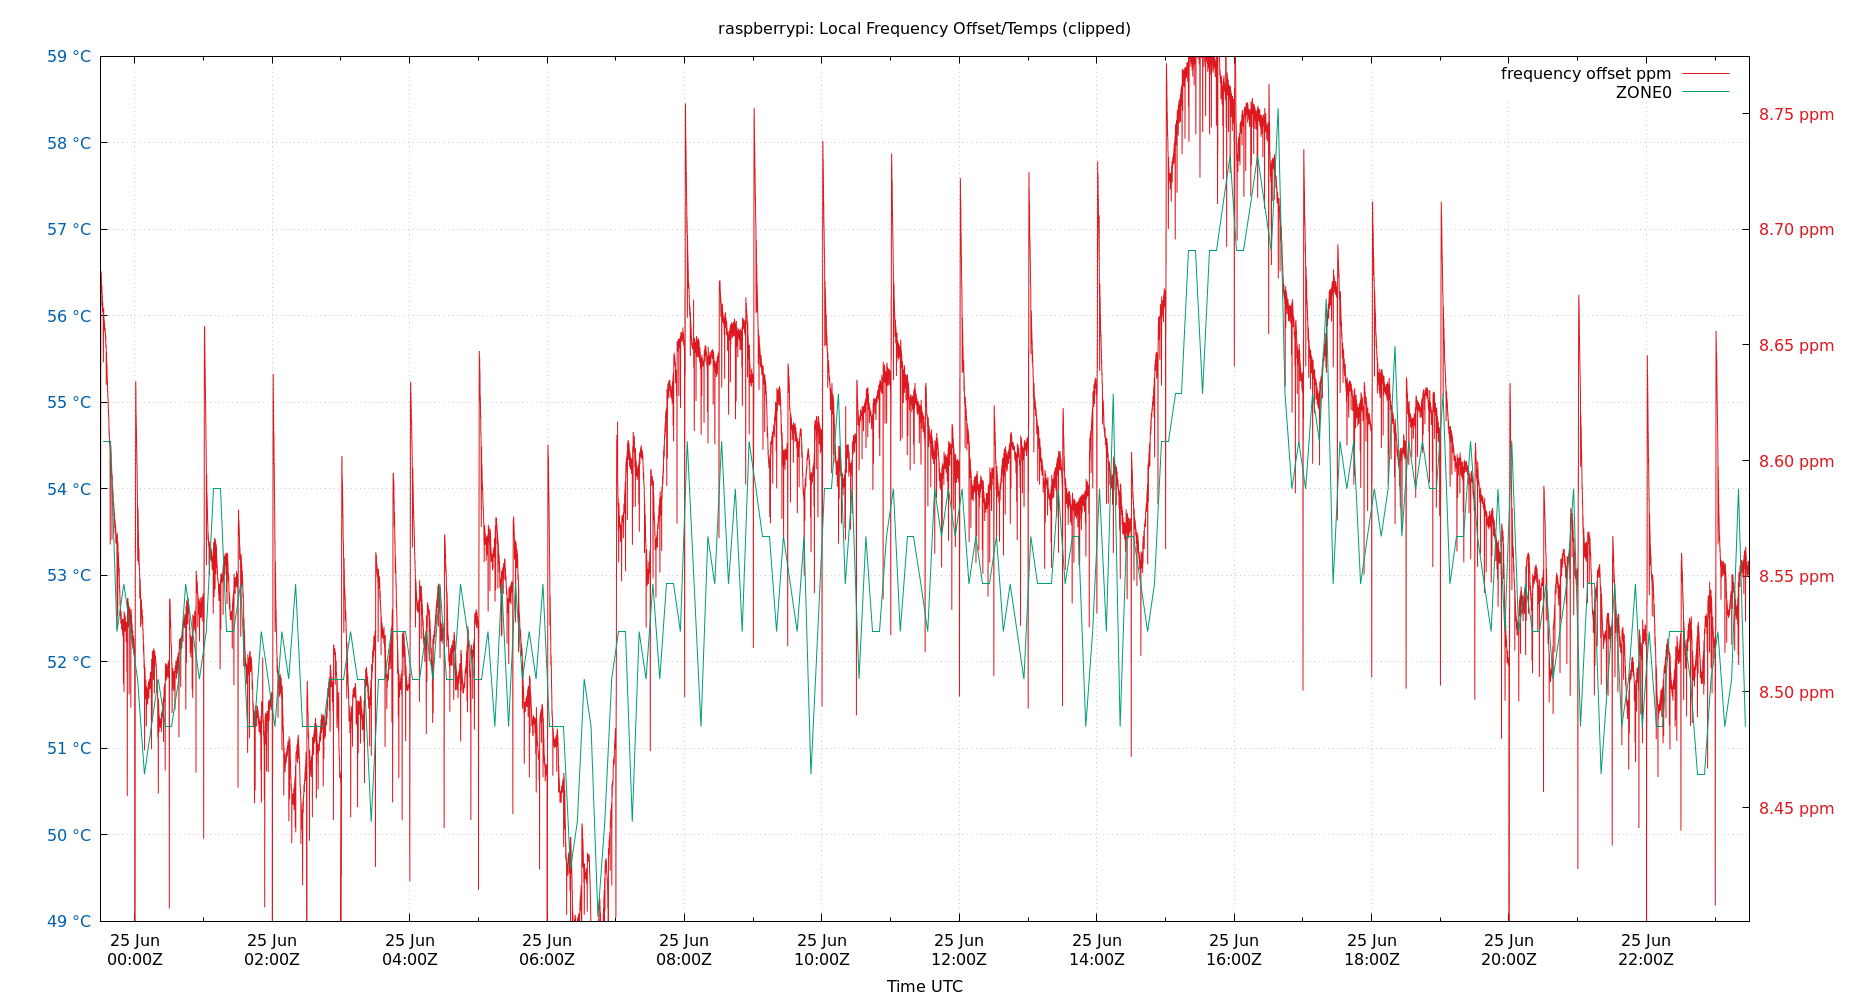 raspberrypi: Local Frequency Offset/Temps (clipped)
frequency offset ppm
ZONE0
59 °C
58 °C
57 °C
56 °C
55 °C
54 °C
53 °C
52 °C
51 °C
50 °C
49 °C
8.75 ppm
8.70 ppm
8.65 ppm
8.60 ppm
8.55 ppm
8.50 ppm
8.45 ppm
25 Jun
00:00Z
25 Jun
02:00Z
25 Jun
04:00Z
25 Jun
06:00Z
25 Jun
08:00Z
25 Jun
10:00Z
25 Jun
12:00Z
25 Jun
14:00Z
25 Jun
16:00Z
25 Jun
18:00Z
25 Jun
20:00Z
25 Jun
22:00Z
Time UTC